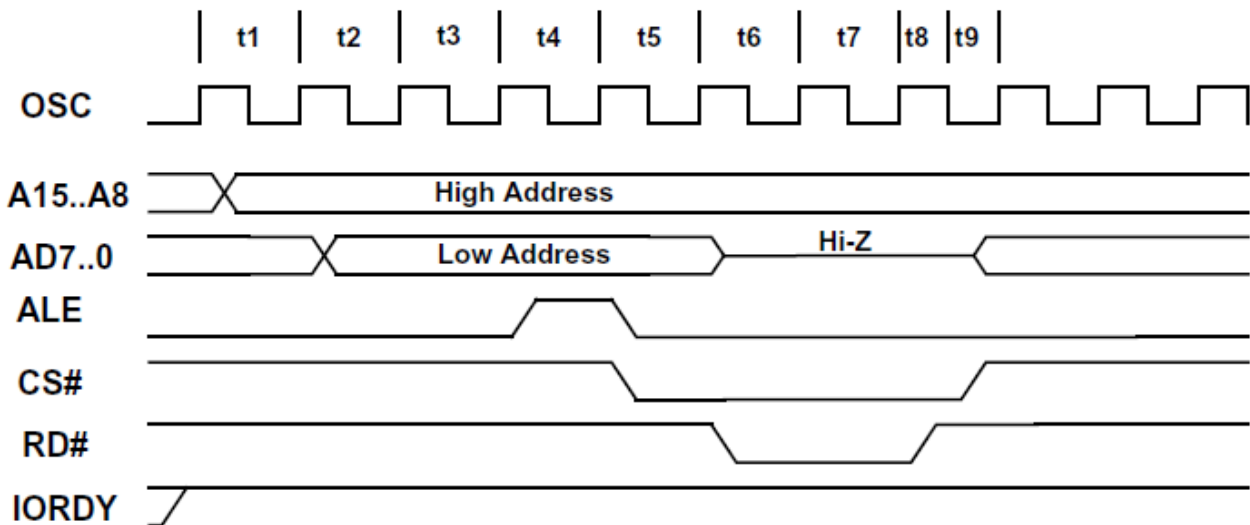 t1 t2 t3 t4 t5 t6 t7 t8 t9
OSC
A15..A8 High Address
AD7..0 Low Address Hi-Z
ALE
CS#
RD#
IORDY